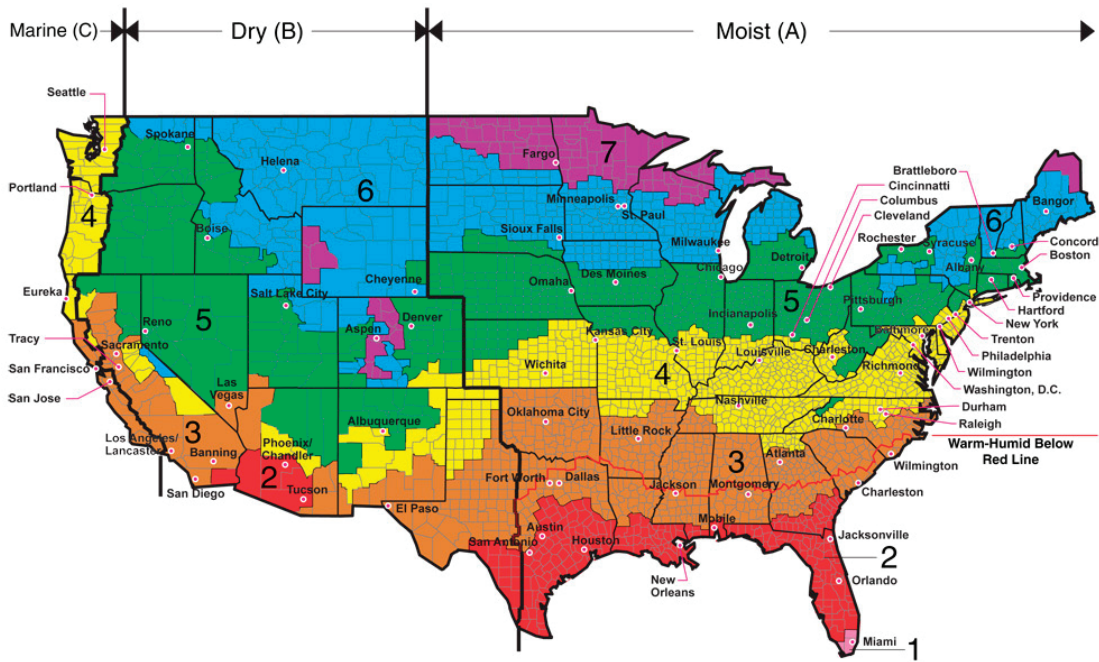 Marine (C)
Dry (B)
Moist (A)
Seattle
Spokane
Helena
Fargo
7
Portland
4
6
Minneapolis
St. Paul
Brattleboro
Cincinnatti
Columbus
Cleveland
Bangor
6
Boise
Sioux Falls
Milwaukee
Rochester
Syracuse
Concord
Albany
Boston
Detroit
Chicago
Cheyenne
Omaha
Des Moines
Eureka
Salt Lake City
5
Providence
Hartford
Pittsburgh
New York
Reno
5
Aspen
Denver
Indianapolis
Trenton
Tracy
Sacramento
Kansas City
St. Louis
Baltimore
Philadelphia
Louisville
Charleston
San Francisco
Wichita
4
Richmond
Wilmington
Washington, D.C.
San Jose
Las
Vegas
Nashville
Durham
Oklahoma City
Albuquerque
Charlotte
Raleigh
3
Little Rock
Los Angeles/
Lancaster
Phoenix/
Chandler
Atlanta
Warm-Humid Below
Red Line
Banning
3
Wilmington
2
Fort Worth
Dallas
Jackson
Montgomery
San Diego
Tucson
Charleston
El Paso
Mobile
Austin
San Antonio
Houston
Jacksonville
2
New
Orleans
Orlando
Miami
1